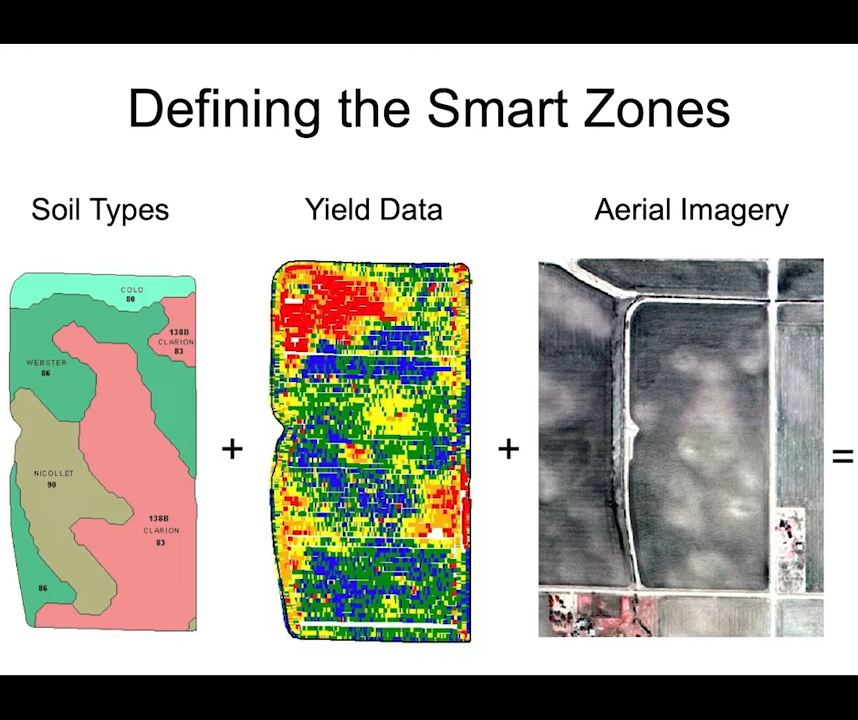 Defining the Smart Zones
Soil Types
Yield Data
Aerial Imagery
COLO
80
138B
CLARION
83
WEBSTER
86
NICOLLET
90
138B
CLARION
83
86
+
+
=